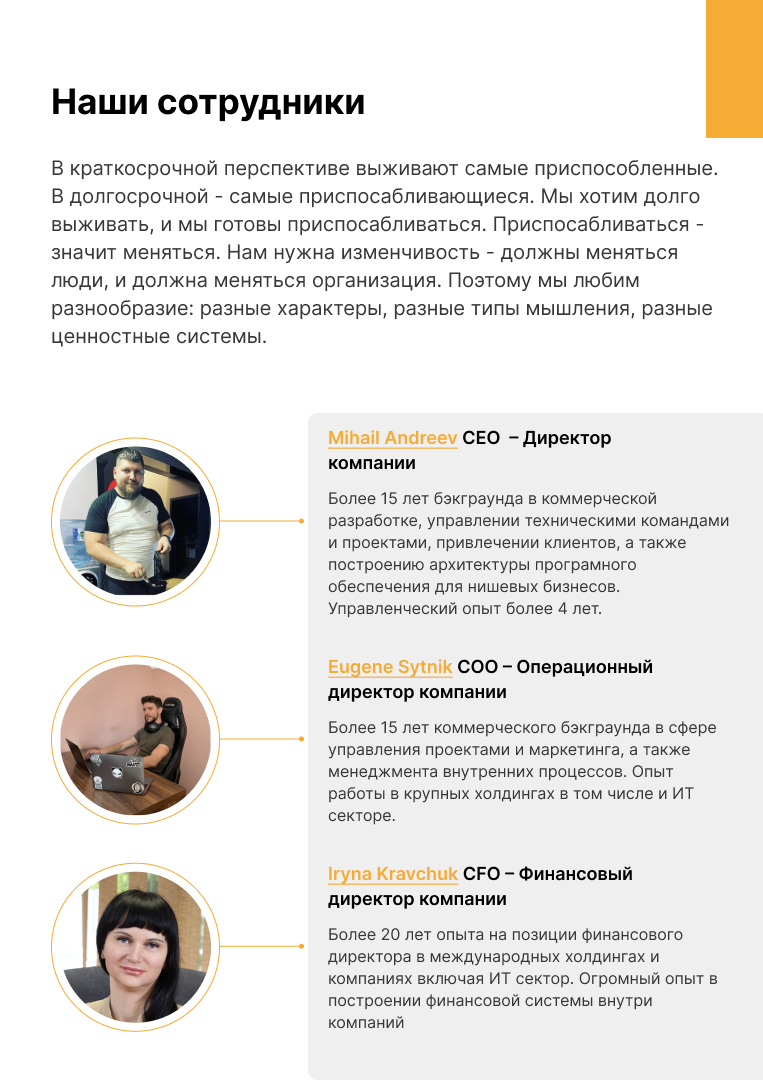 Наши сотрудники
В краткосрочной перспективе выживают самые приспособленные.
В долгосрочной - самые приспосабливающиеся. Мы хотим долго
выживать, и мы готовы приспосабливаться. Приспосабливаться -
значит меняться. Нам нужна изменчивость - должны меняться
люди, и должна меняться организация. Поэтому мы любим
разнообразие: разные характеры, разные типы мышления, разные
ценностные системы.
Mihail Andreev CEO – Директор
компании
Более 15 лет бэкграунда в коммерческой
разработке, управлении техническими командами
и проектами, привлечении клиентов, а также
построению архитектуры програмного
обеспечения для нишевых бизнесов.
Управленческий опыт более 4 лет.
Eugene Sytnik COO – Операционный
директор компании
Более 15 лет коммерческого бэкграунда в сфере
управления проектами и маркетинга, а также
менеджмента внутренних процессов. Опыт
работы в крупных холдингах в том числе и ИТ
секторе.
Iryna Kravchuk CFO – Финансовый
директор компании
Более 20 лет опыта на позиции финансового
директора в международных холдингах и
компаниях включая ИТ сектор. Огромный опыт в
построении финансовой системы внутри
компаний